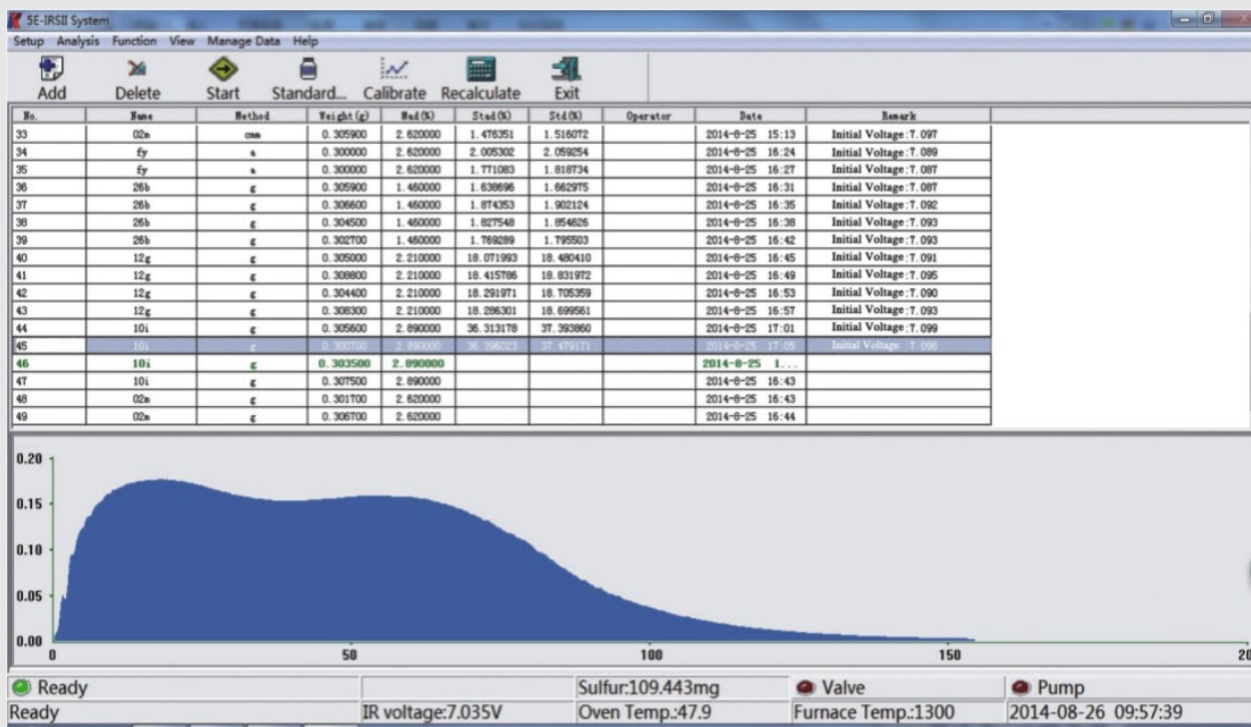 5E-IRSII System
Setup Analysis Function View Manage Data Help
Add Delete Start Standard... Calibrate Recalculate Exit
No. Name Method Weight(g) Mad(%) Stad(%) Std(%) Operator Date Remark
33 02m cmm 0.305900 2.620000 1.476351 1.516072 2014-8-25 15:13 Initial Voltage:7.097
34 fy a 0.300000 2.620000 2.005302 2.059254 2014-8-25 16:24 Initial Voltage:7.089
35 fy a 0.300000 2.620000 1.771083 1.818734 2014-8-25 16:27 Initial Voltage:7.087
36 26b g 0.305900 1.460000 1.638696 1.662975 2014-8-25 16:31 Initial Voltage:7.087
37 26b g 0.306600 1.460000 1.874353 1.902124 2014-8-25 16:35 Initial Voltage:7.092
38 26b g 0.304500 1.460000 1.827548 1.854626 2014-8-25 16:38 Initial Voltage:7.093
39 26b g 0.302700 1.460000 1.769289 1.795503 2014-8-25 16:42 Initial Voltage:7.093
40 12g g 0.305000 2.210000 18.071993 18.480410 2014-8-25 16:45 Initial Voltage:7.091
41 12g g 0.308800 2.210000 18.415786 18.831972 2014-8-25 16:49 Initial Voltage:7.095
42 12g g 0.304400 2.210000 18.291971 18.705359 2014-8-25 16:53 Initial Voltage:7.090
43 12g g 0.308300 2.210000 18.286301 18.699561 2014-8-25 16:57 Initial Voltage:7.093
44 10i g 0.305600 2.890000 36.313178 37.393860 2014-8-25 17:01 Initial Voltage:7.099
45 10i g 0.300700 2.890000 36.396023 37.479171 2014-8-25 17:05 Initial Voltage :7.096
46 10i g 0.303500 2.890000 2014-8-25 1...
47 10i g 0.307500 2.890000 2014-8-25 16:43
48 02m g 0.301700 2.620000 2014-8-25 16:43
49 02m g 0.306700 2.620000 2014-8-25 16:44
0.20
0.15
0.10
0.05
0.00
0 50 100 150 20
Ready Sulfur:109.443mg Valve Pump
Ready IR voltage:7.035V Oven Temp.:47.9 Furnace Temp.:1300 2014-08-26 09:57:39